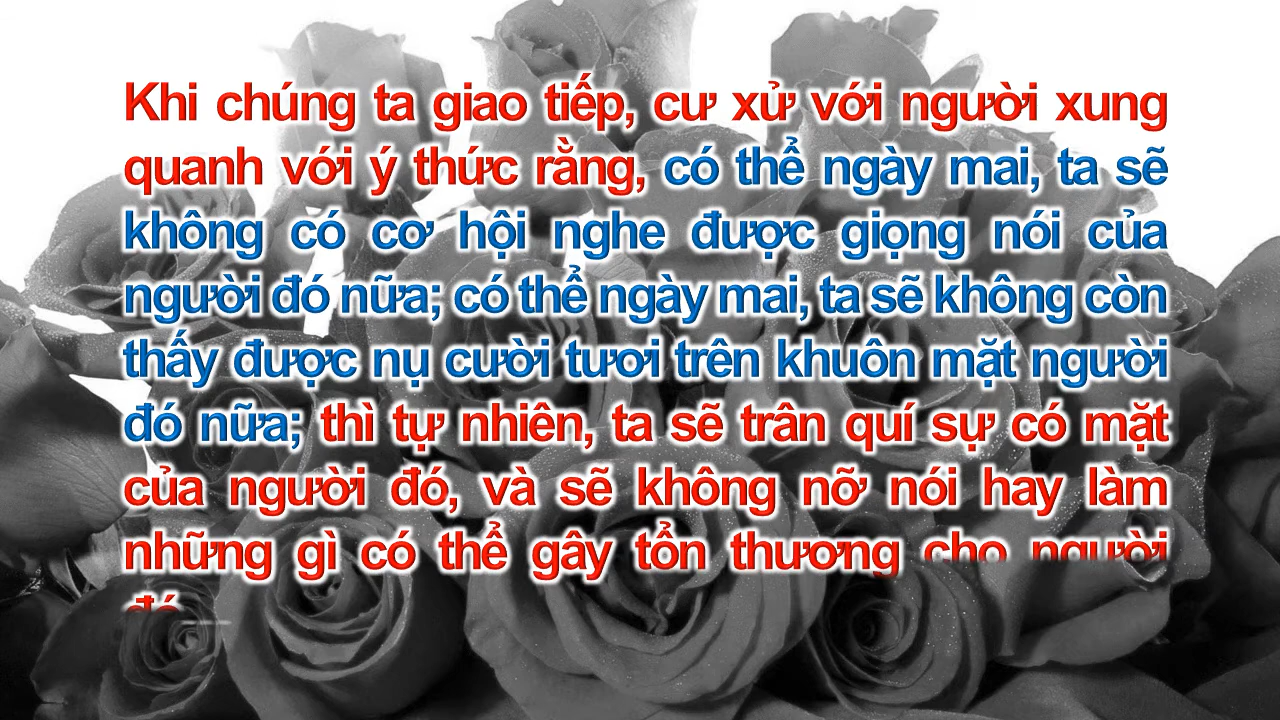 Khi chúng ta giao tiếp, cư xử với người xung
quanh với ý thức rằng, có thể ngày mai, ta sẽ
không có cơ hội nghe được giọng nói của
người đó nữa; có thể ngày mai, ta sẽ không còn
thấy được nụ cười tươi trên khuôn mặt người
đó nữa; thì tự nhiên, ta sẽ trân quí sự có mặt
của người đó, và sẽ không nỡ nói hay làm
những gì có thể gây tổn thương cho người
đó